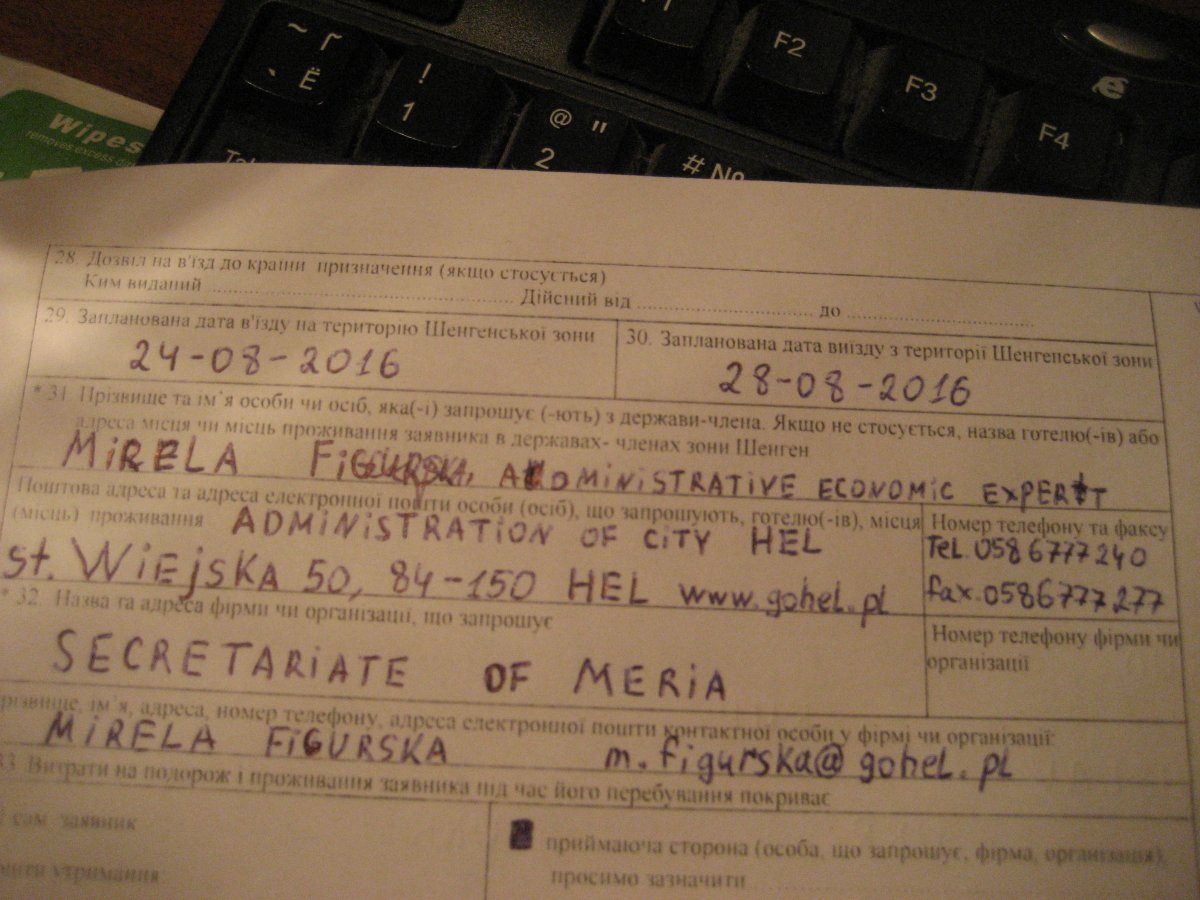 ~ Ґ
` Ё
!
1
@ "
2
# №
F2
F3
F4
Wipes
28. Дозвіл на в'їзд до країни призначення (якщо стосується)
Ким виданий ........ Дійсний від ........ до ........
29. Запланована дата в'їзду на територію Шенгенської зони
24-08-2016
30. Запланована дата виїзду з території Шенгенської зони
28-08-2016
* 31. Прізвище та ім`я особи чи осіб, яка(-і) запрошує (-ють) з держави-члена. Якщо не стосується, назва готелю(-ів) або
адреса місця чи місць проживання заявника в державах- членах зони Шенген
MIRELA FIGURSKA, ADMINISTRATIVE ECONOMIC EXPERT
Поштова адреса та адреса електронної пошти особи (осіб), що запрошують, готелю(-ів), місця
(місць) проживання ADMINISTRATION OF CITY HEL
st. WIEJSKA 50, 84-150 HEL www.gohel.pl
Номер телефону та факсу
Tel. 0586777240
fax. 0586777277
* 32. Назва та адреса фірми чи організації, що запрошує
SECRETARIATE OF MERIA
Номер телефону фірми чи
організації
різвище, ім`я, адреса, номер телефону, адреса електронної пошти контактної особи у фірмі чи організації:
MIRELA FIGURSKA m.figurska@gohel.pl
33 Витрати на подорож і проживання заявника під час його перебування покриває
сам заявник
утримання
приймаюча сторона (особа, що запрошує, фірма, організація),
просимо зазначити ........